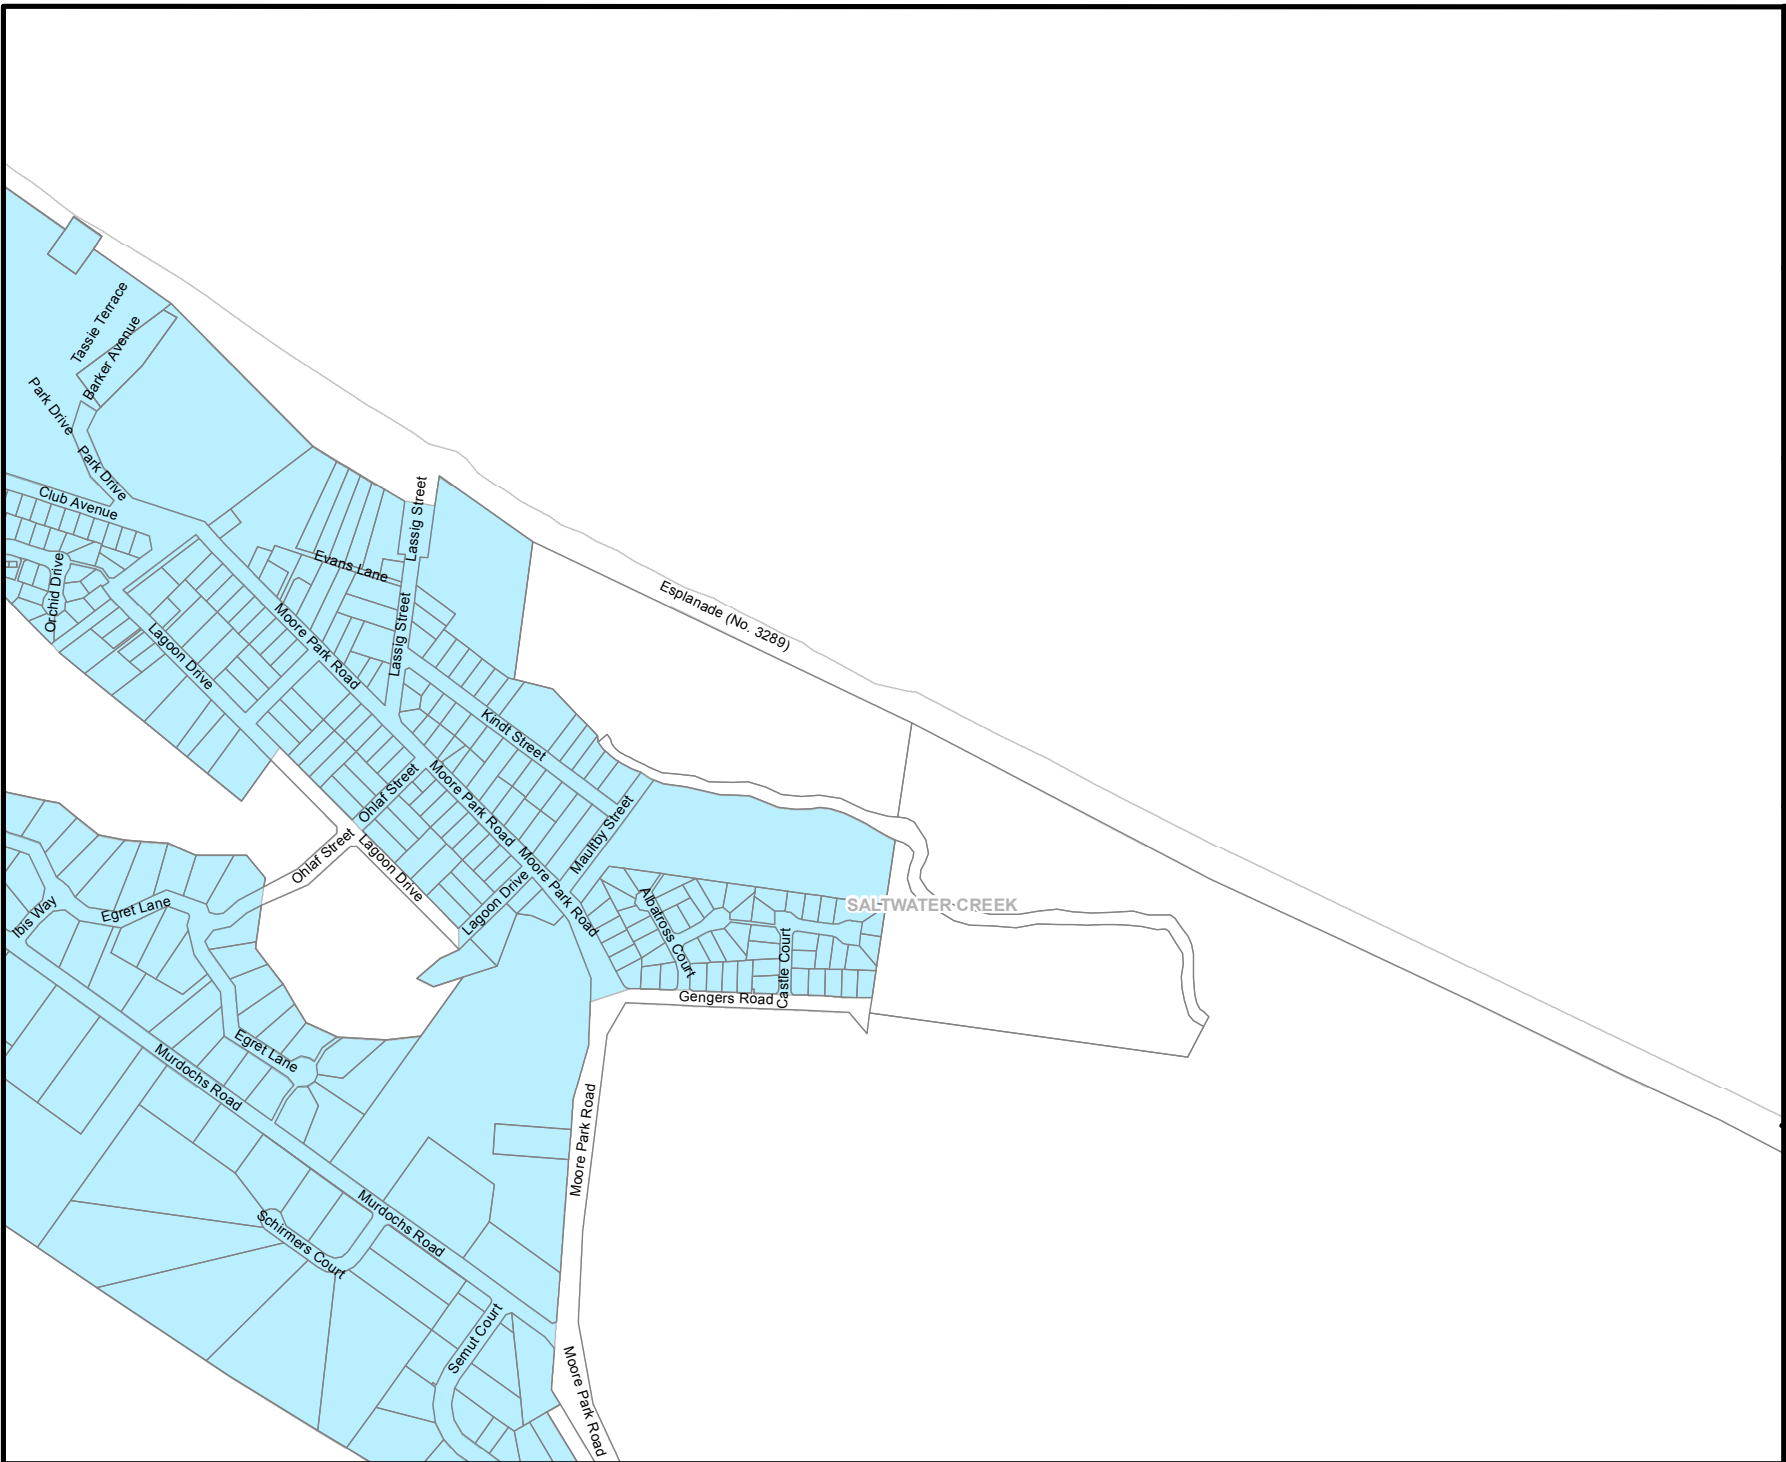 Tassie Terrace
Barker Avenue
Park Drive
Park Drive
Club Avenue
Lassig Street
Evans Lane
Orchid Drive
Esplanade (No. 3289)
Lassig Street
Moore Park Road
Lagoon Drive
Kindt Street
Ohlaf Street
Moore Park Road
Maultby Street
Ohlaf Street
Lagoon Drive
Moore Park Road
Lagoon Drive
Albatross Court
SALTWATER CREEK
Ibis Way
Egret Lane
Castle Court
Gengers Road
Egret Lane
Murdochs Road
Moore Park Road
Murdochs Road
Schirmers Court
Semut Court
Moore Park Road